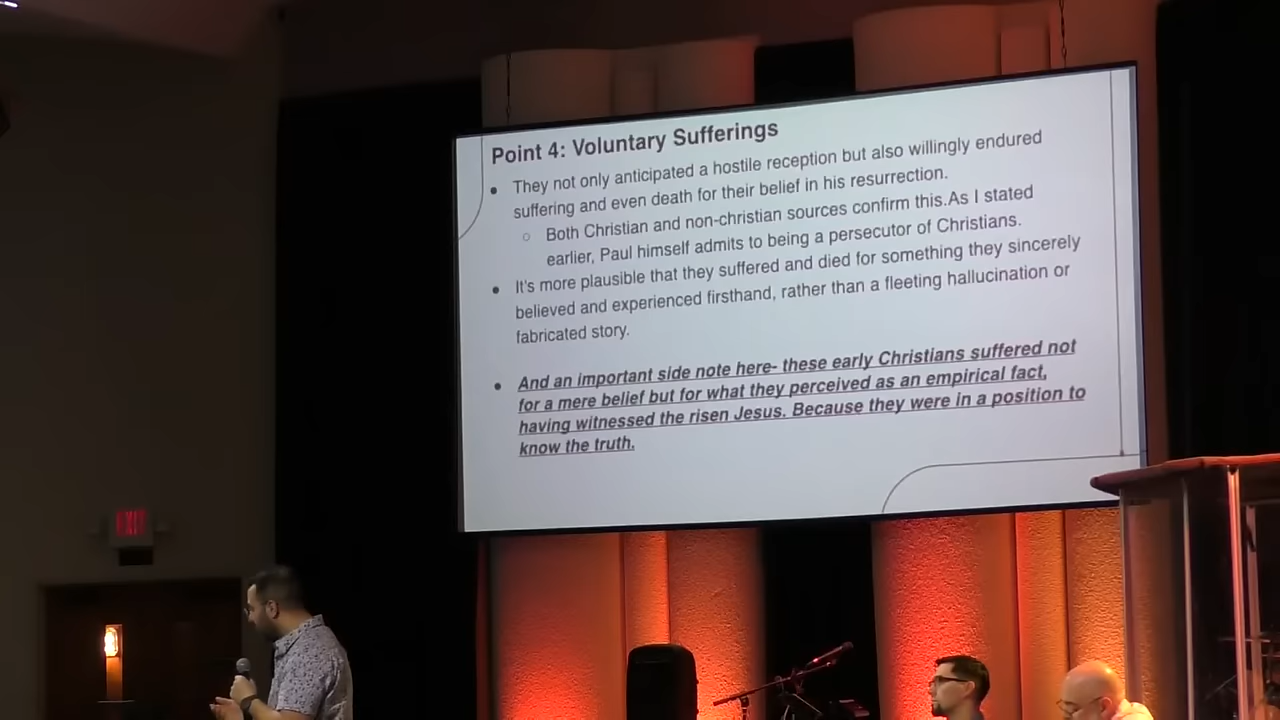 Point 4: Voluntary Sufferings
They not only anticipated a hostile reception but also willingly endured
suffering and even death for their belief in his resurrection.
Both Christian and non-christian sources confirm this.As I stated
earlier, Paul himself admits to being a persecutor of Christians.
It's more plausible that they suffered and died for something they sincerely
believed and experienced firsthand, rather than a fleeting hallucination or
fabricated story.
And an important side note here- these early Christians suffered not
for a mere belief but for what they perceived as an empirical fact,
having witnessed the risen Jesus. Because they were in a position to
know the truth.
EXIT